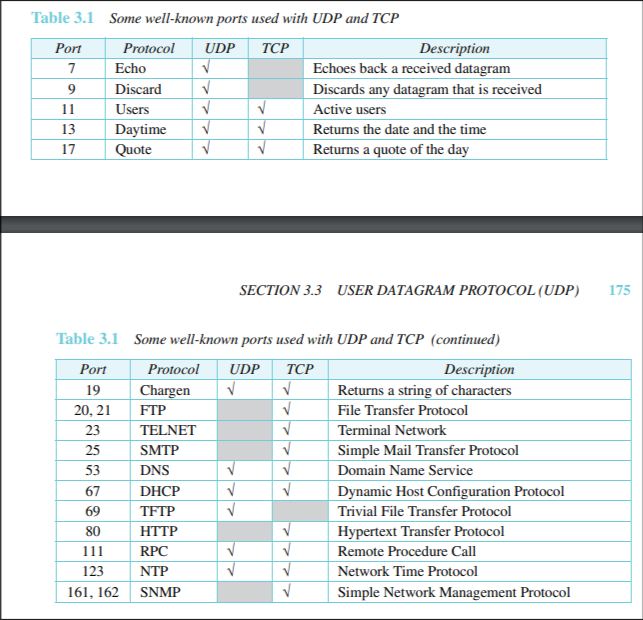 Table 3.1 Some well-known ports used with UDP and TCP
Port Protocol UDP TCP Description
7 Echo √ Echoes back a received datagram
9 Discard √ Discards any datagram that is received
11 Users √ √ Active users
13 Daytime √ √ Returns the date and the time
17 Quote √ √ Returns a quote of the day
SECTION 3.3 USER DATAGRAM PROTOCOL (UDP) 175
Table 3.1 Some well-known ports used with UDP and TCP (continued)
Port Protocol UDP TCP Description
19 Chargen √ √ Returns a string of characters
20, 21 FTP √ File Transfer Protocol
23 TELNET √ Terminal Network
25 SMTP √ Simple Mail Transfer Protocol
53 DNS √ √ Domain Name Service
67 DHCP √ √ Dynamic Host Configuration Protocol
69 TFTP √ Trivial File Transfer Protocol
80 HTTP √ Hypertext Transfer Protocol
111 RPC √ √ Remote Procedure Call
123 NTP √ √ Network Time Protocol
161, 162 SNMP √ Simple Network Management Protocol